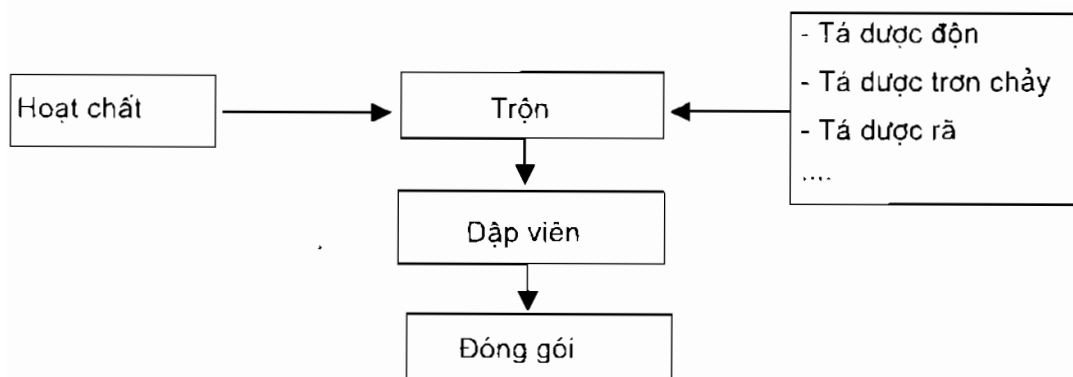 Hoạt chất
Trộn
- Tá dược độn
- Tá dược trơn chảy
- Tá dược rã
....
Dập viên
Đóng gói